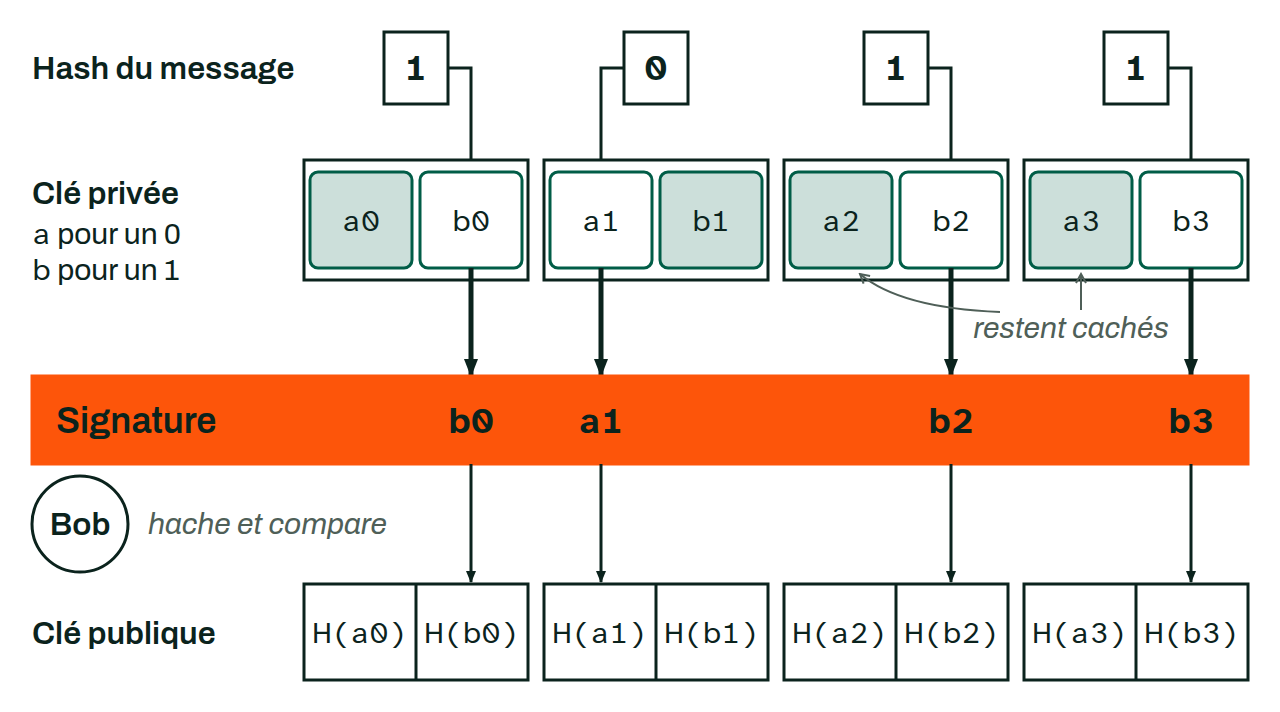 Hash du message 1 0 1 1
Clé privée
a pour un 0
b pour un 1
a0 b0 a1 b1 a2 b2 a3 b3
restent cachés
Signature b0 a1 b2 b3
Bob hache et compare
Clé publique H(a0) H(b0) H(a1) H(b1) H(a2) H(b2) H(a3) H(b3)